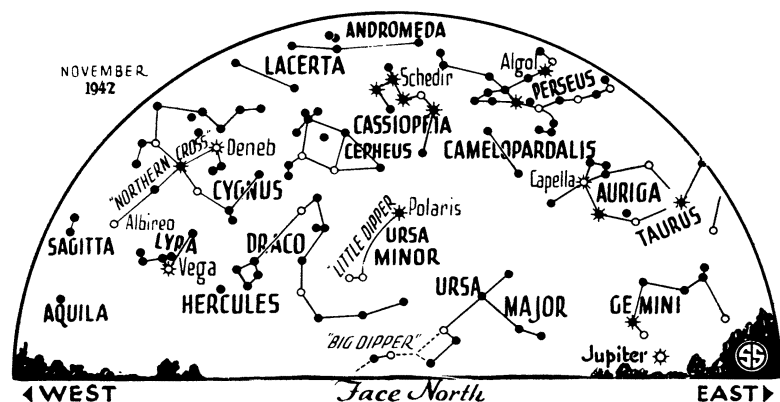 ANDROMEDA
NOVEMBER
1942
LACERTA
Schedir
Algol
PERSEUS
CASSIOPEIA
"NORTHERN CROSS"
Deneb
CEPHEUS
CAMELOPARDALIS
CYGNUS
Capella
AURIGA
Albireo
"LITTLE DIPPER"
Polaris
TAURUS
SAGITTA
LYRA
DRACO
URSA
MINOR
Vega
AQUILA
HERCULES
URSA
MAJOR
GEMINI
"BIG DIPPER"
Jupiter
SS
WEST
Face North
EAST